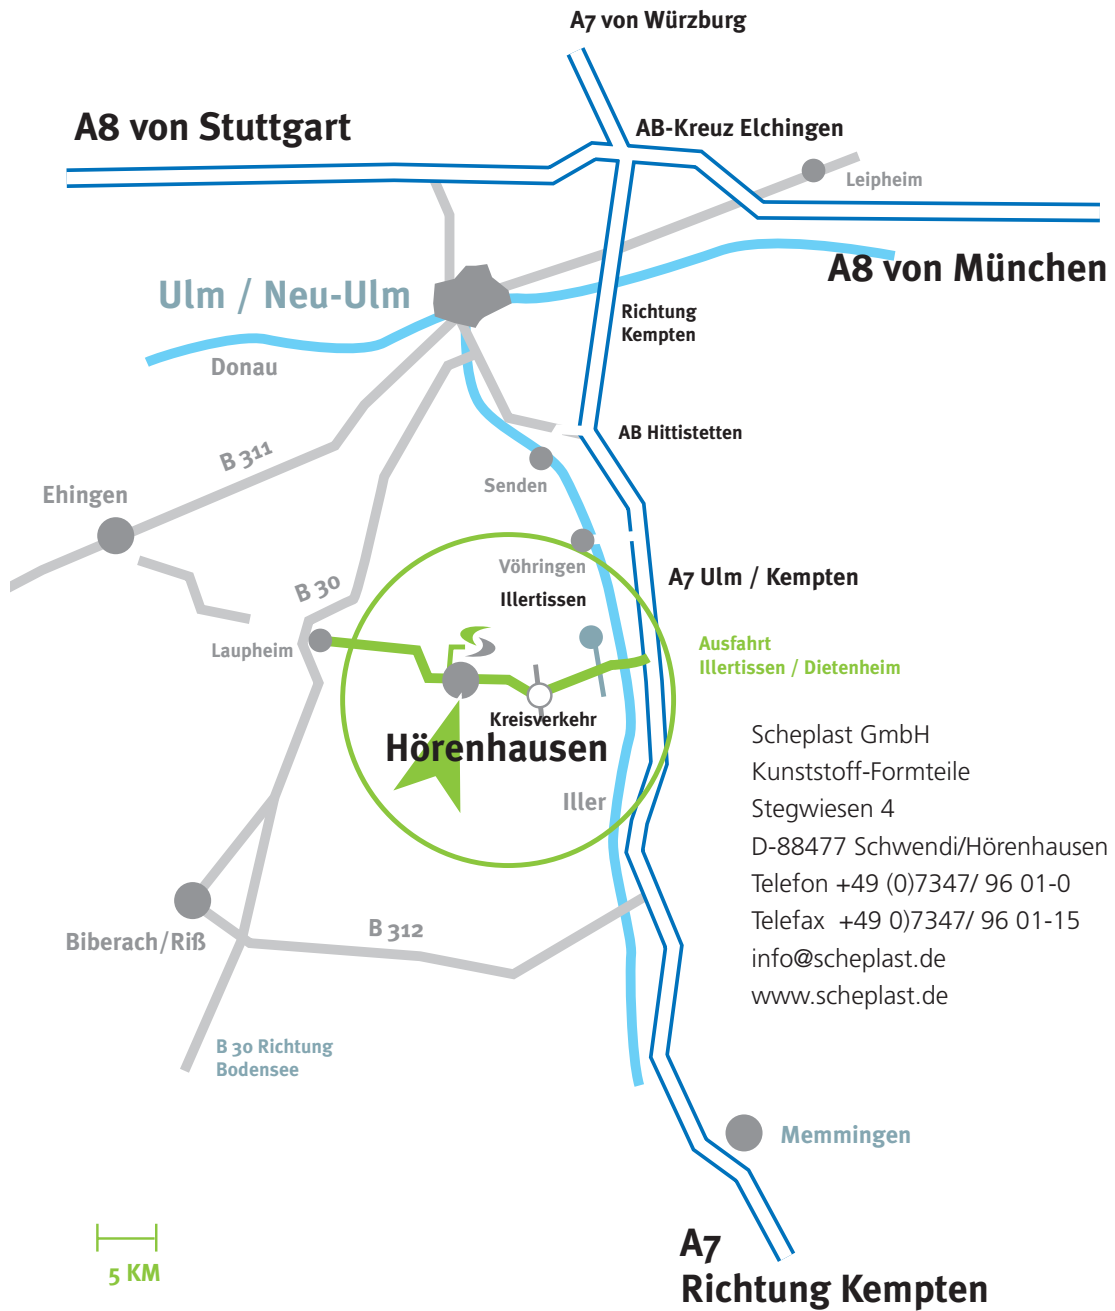 A7 von Würzburg
A8 von Stuttgart
AB-Kreuz Elchingen
Leipheim
A8 von München
Ulm / Neu-Ulm
Richtung
Kempten
Donau
AB Hittistetten
B 311
Senden
Ehingen
Vöhringen
A7 Ulm / Kempten
B 30
Illertissen
Laupheim
Ausfahrt
Illertissen / Dietenheim
Kreisverkehr
Hörenhausen
Iller
Scheplast GmbH
Kunststoff-Formteile
Stegwiesen 4
D-88477 Schwendi/Hörenhausen
Telefon +49 (0)7347/ 96 01-0
Telefax  +49 0)7347/ 96 01-15
info@scheplast.de
www.scheplast.de
B 312
Biberach/Riß
B 30 Richtung
Bodensee
Memmingen
A7
Richtung Kempten
5 KM